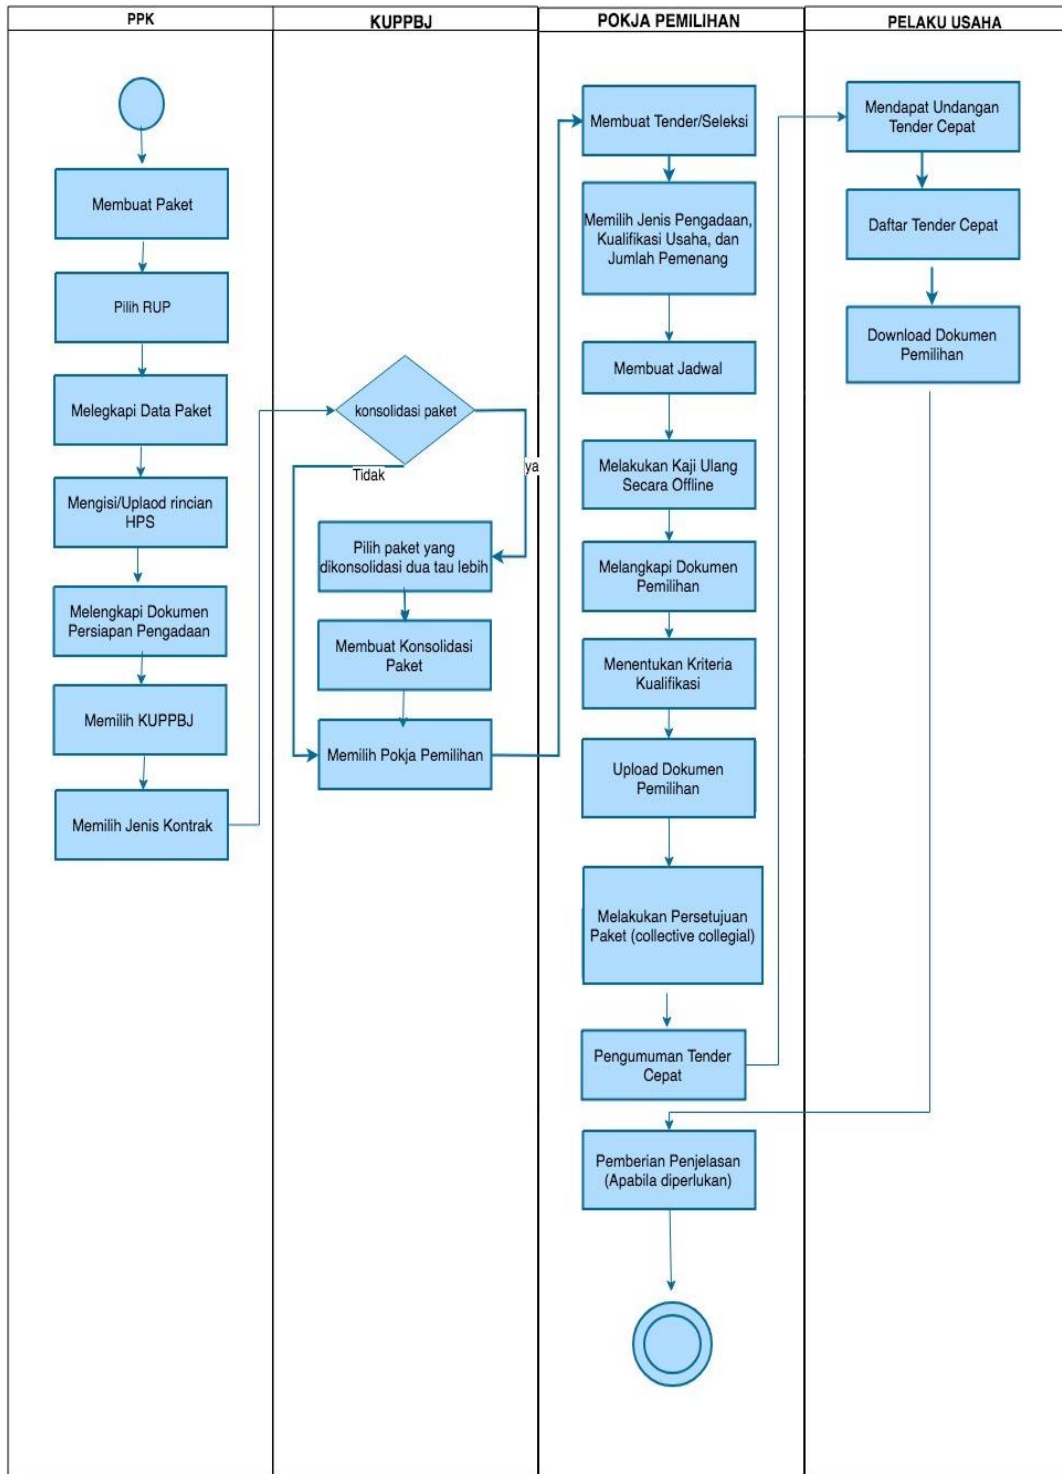 PPK
KUPPBJ
POKJA PEMILIHAN
PELAKU USAHA
Membuat Paket
Pilih RUP
Melegkapi Data Paket
Mengisi/Uplaod rincian
HPS
Melengkapi Dokumen
Persiapan Pengadaan
Memilih KUPPBJ
Memilih Jenis Kontrak
konsolidasi paket
Tidak
ya
Pilih paket yang
dikonsolidasi dua tau lebih
Membuat Konsolidasi
Paket
Memilih Pokja Pemilihan
Membuat Tender/Seleksi
Memilih Jenis Pengadaan,
Kualifikasi Usaha, dan
Jumlah Pemenang
Membuat Jadwal
Melakukan Kaji Ulang
Secara Offline
Melangkapi Dokumen
Pemilihan
Menentukan Kriteria
Kualifikasi
Upload Dokumen
Pemilihan
Melakukan Persetujuan
Paket (collective collegial)
Pengumuman Tender
Cepat
Pemberian Penjelasan
(Apabila diperlukan)
Mendapat Undangan
Tender Cepat
Daftar Tender Cepat
Download Dokumen
Pemilihan